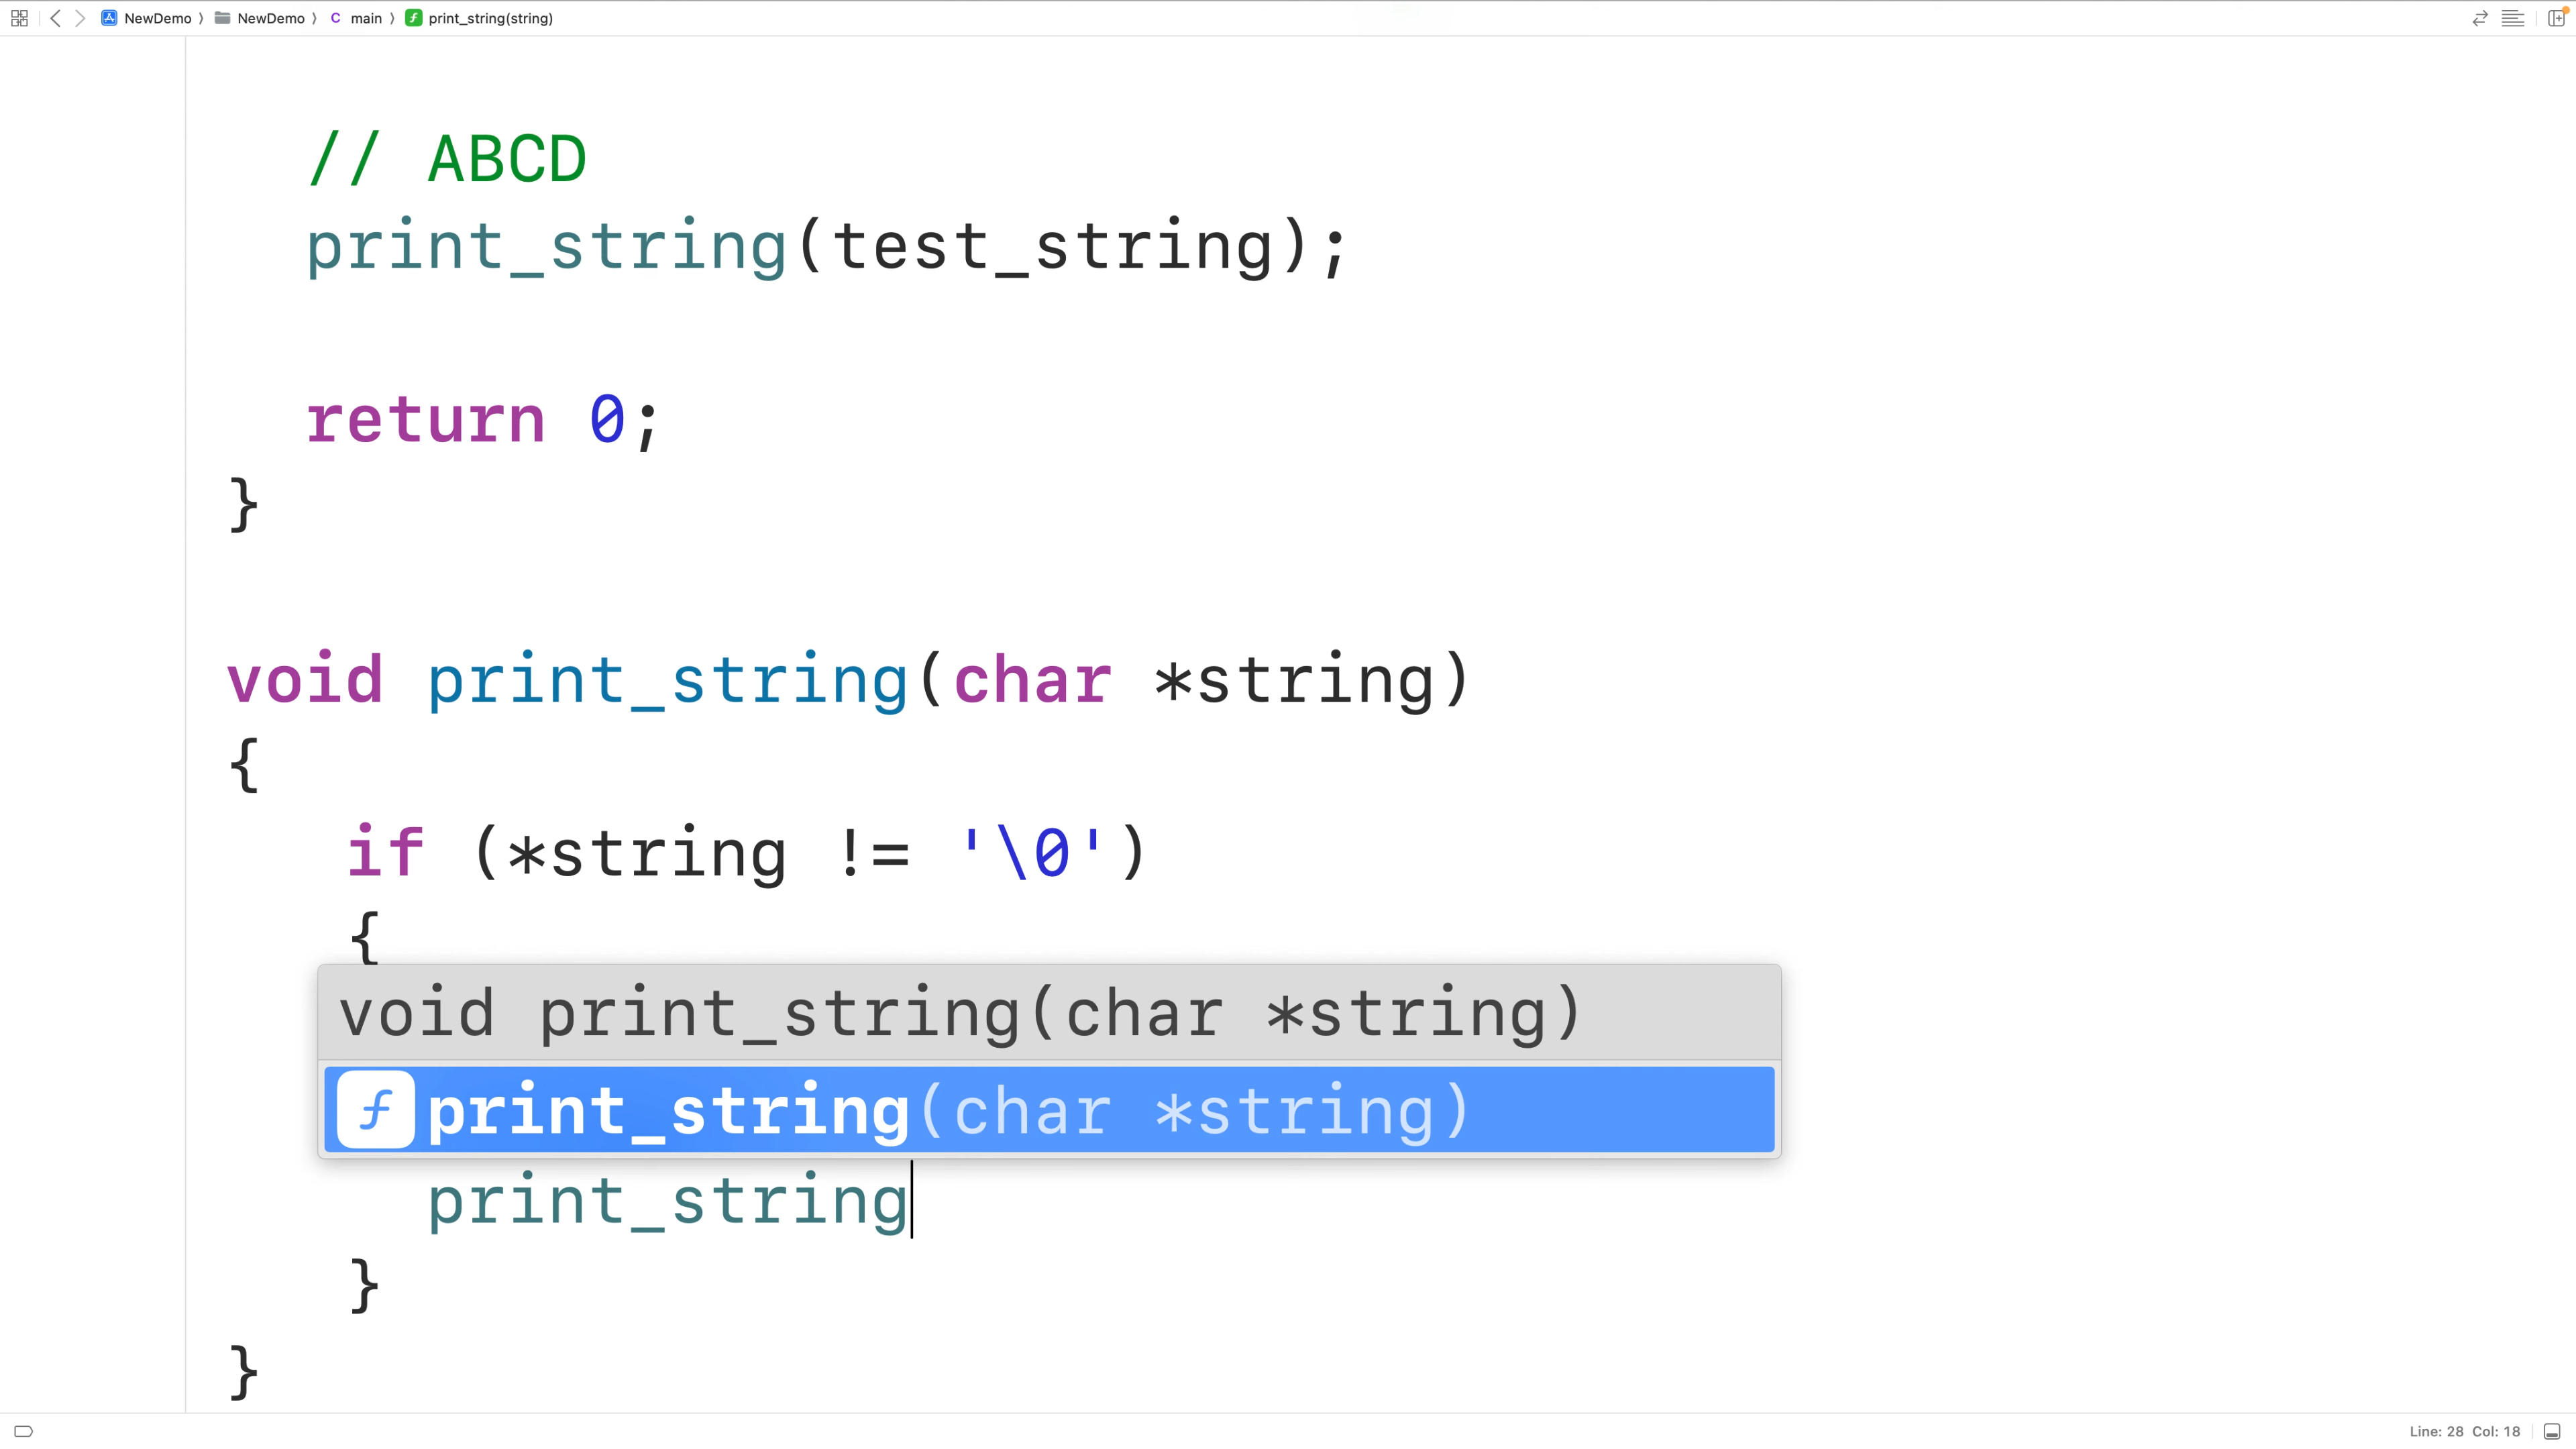 NewDemo 〉 NewDemo 〉 C main 〉 f print_string(string)
// ABCD
print_string(test_string);
return 0;
}
void print_string(char *string)
{
if (*string != '\0')
{
void print_string(char *string)
f print_string(char *string)
print_string
}
}
Line: 28 Col: 18